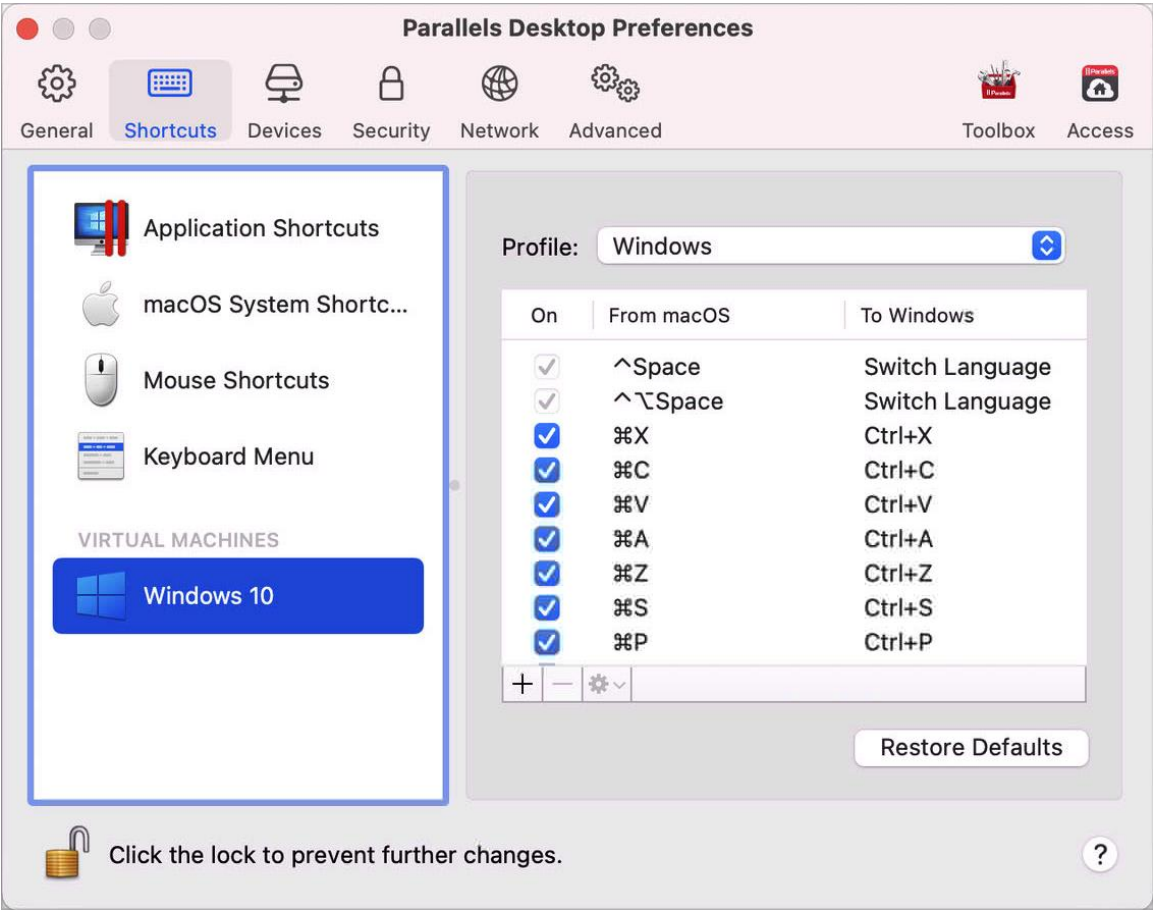 Parallels Desktop Preferences
General Shortcuts Devices Security Network Advanced Toolbox Access
Application Shortcuts
macOS System Shortc...
Mouse Shortcuts
Keyboard Menu
VIRTUAL MACHINES
Windows 10
Profile: Windows
On From macOS To Windows
^Space Switch Language
^⌥Space Switch Language
⌘X Ctrl+X
⌘C Ctrl+C
⌘V Ctrl+V
⌘A Ctrl+A
⌘Z Ctrl+Z
⌘S Ctrl+S
⌘P Ctrl+P
Restore Defaults
Click the lock to prevent further changes.
?